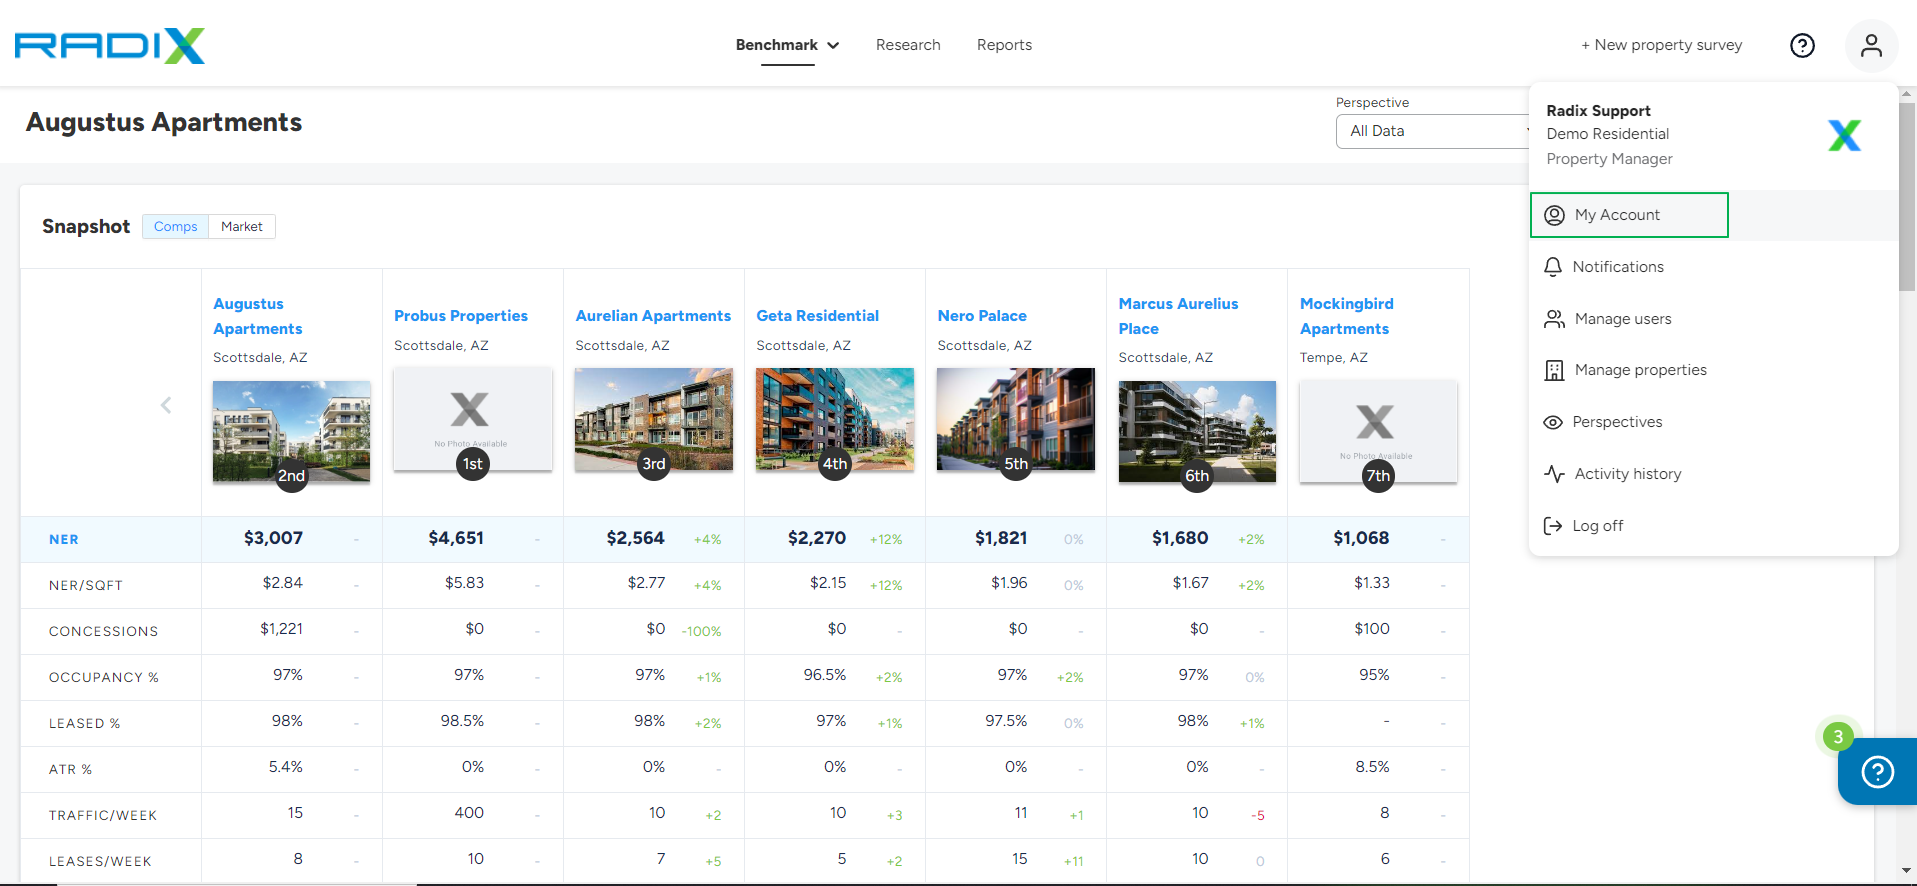 RADIX
Benchmark
Research
Reports
+ New property survey
Augustus Apartments
Perspective
All Data
Radix Support
Demo Residential
Property Manager
My Account
Notifications
Manage users
Manage properties
Perspectives
Activity history
Log off
Snapshot
Comps
Market
Augustus
Apartments
Scottsdale, AZ
2nd
Probus Properties
Scottsdale, AZ
No Photo Available
1st
Aurelian Apartments
Scottsdale, AZ
3rd
Geta Residential
Scottsdale, AZ
4th
Nero Palace
Scottsdale, AZ
5th
Marcus Aurelius
Place
Scottsdale, AZ
6th
Mockingbird
Apartments
Tempe, AZ
No Photo Available
7th
NER $3,007 - $4,651 - $2,564 +4% $2,270 +12% $1,821 0% $1,680 +2% $1,068 -
NER/SQFT $2.84 - $5.83 - $2.77 +4% $2.15 +12% $1.96 0% $1.67 +2% $1.33 -
CONCESSIONS $1,221 - $0 - $0 -100% $0 - $0 - $0 - $100 -
OCCUPANCY % 97% - 97% - 97% +1% 96.5% +2% 97% +2% 97% 0% 95% -
LEASED % 98% - 98.5% - 98% +2% 97% +1% 97.5% 0% 98% +1% - -
ATR % 5.4% - 0% - 0% - 0% - 0% - 0% - 8.5% -
TRAFFIC/WEEK 15 - 400 - 10 +2 10 +3 11 +1 10 -5 8 -
LEASES/WEEK 8 - 10 - 7 +5 5 +2 15 +11 10 0 6 -
3